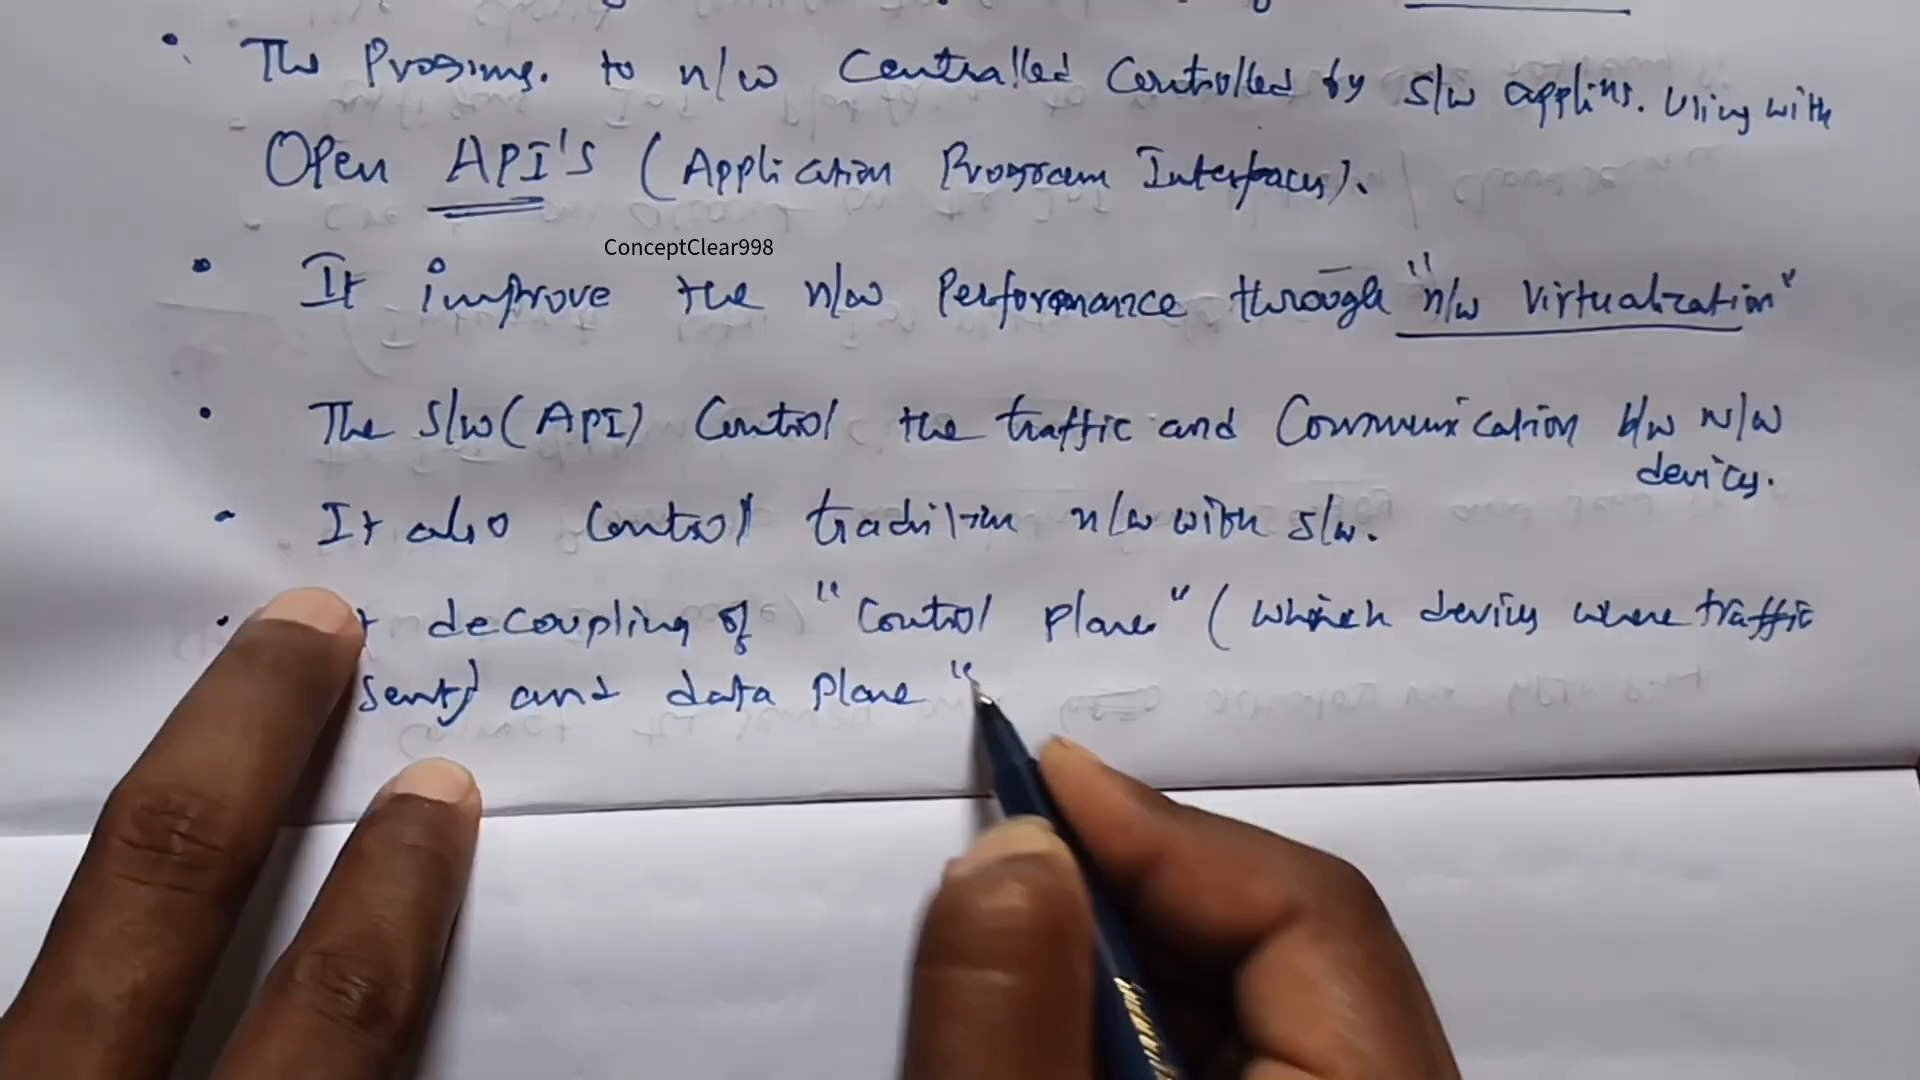 • The Progrmg. to n/w Centralled Controlled by s/w applins. Using with
Open API's (Application Program Interfaces).
ConceptClear998
• It improve the n/w Performance through "n/w Virtualization"
• The S/w (API) Control the traffic and Communication b/w N/W
devices.
• It also Control tradition n/w with s/w.
• decoupling of "Control plane" (which devices where traffic
sent) and data plane "